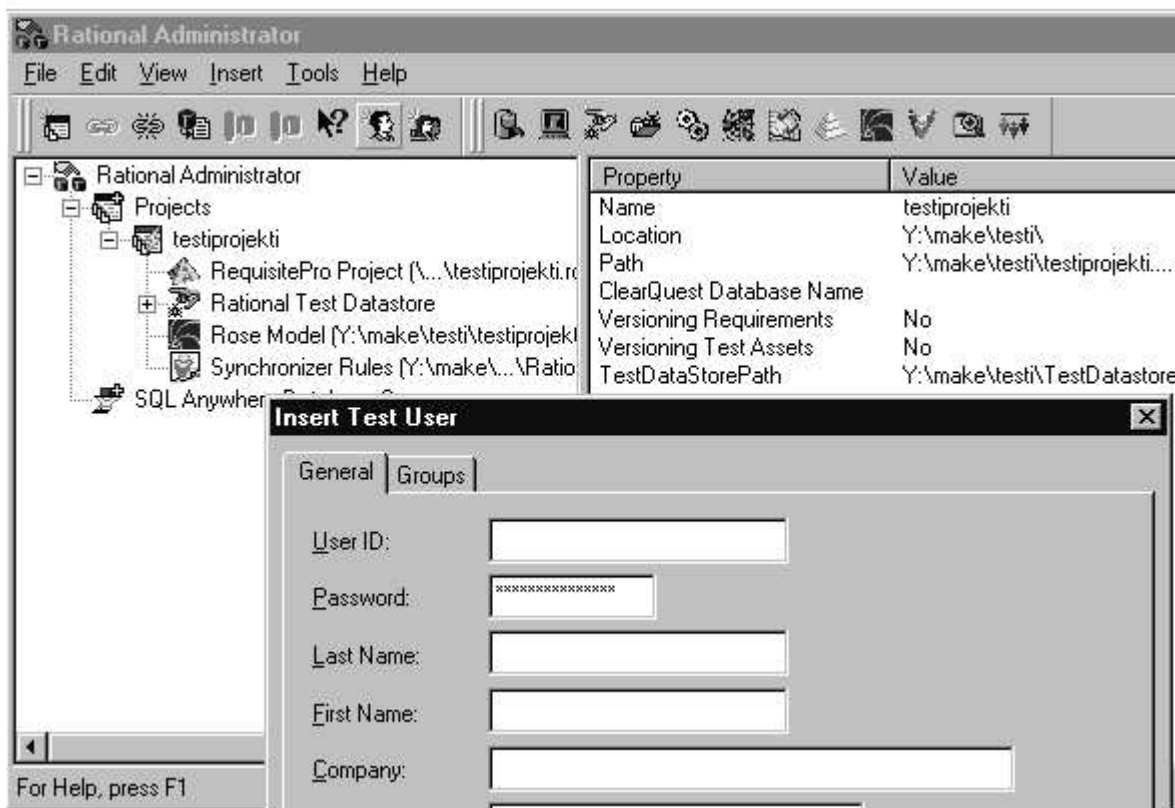 Rational Administrator
File Edit View Insert Tools Help
Rational Administrator
Projects
testiprojekti
RequisitePro Project (\...\testiprojekti.rq
Rational Test Datastore
Rose Model (Y:\make\testi\testiprojekt
Synchronizer Rules (Y:\make\...\Ratio
SQL Anywhere
Property Value
Name testiprojekti
Location Y:\make\testi\
Path Y:\make\testi\testiprojekti....
ClearQuest Database Name
Versioning Requirements No
Versioning Test Assets No
TestDataStorePath Y:\make\testi\TestDatastore
Insert Test User
General Groups
User ID:
Password: ***************
Last Name:
First Name:
Company:
For Help, press F1